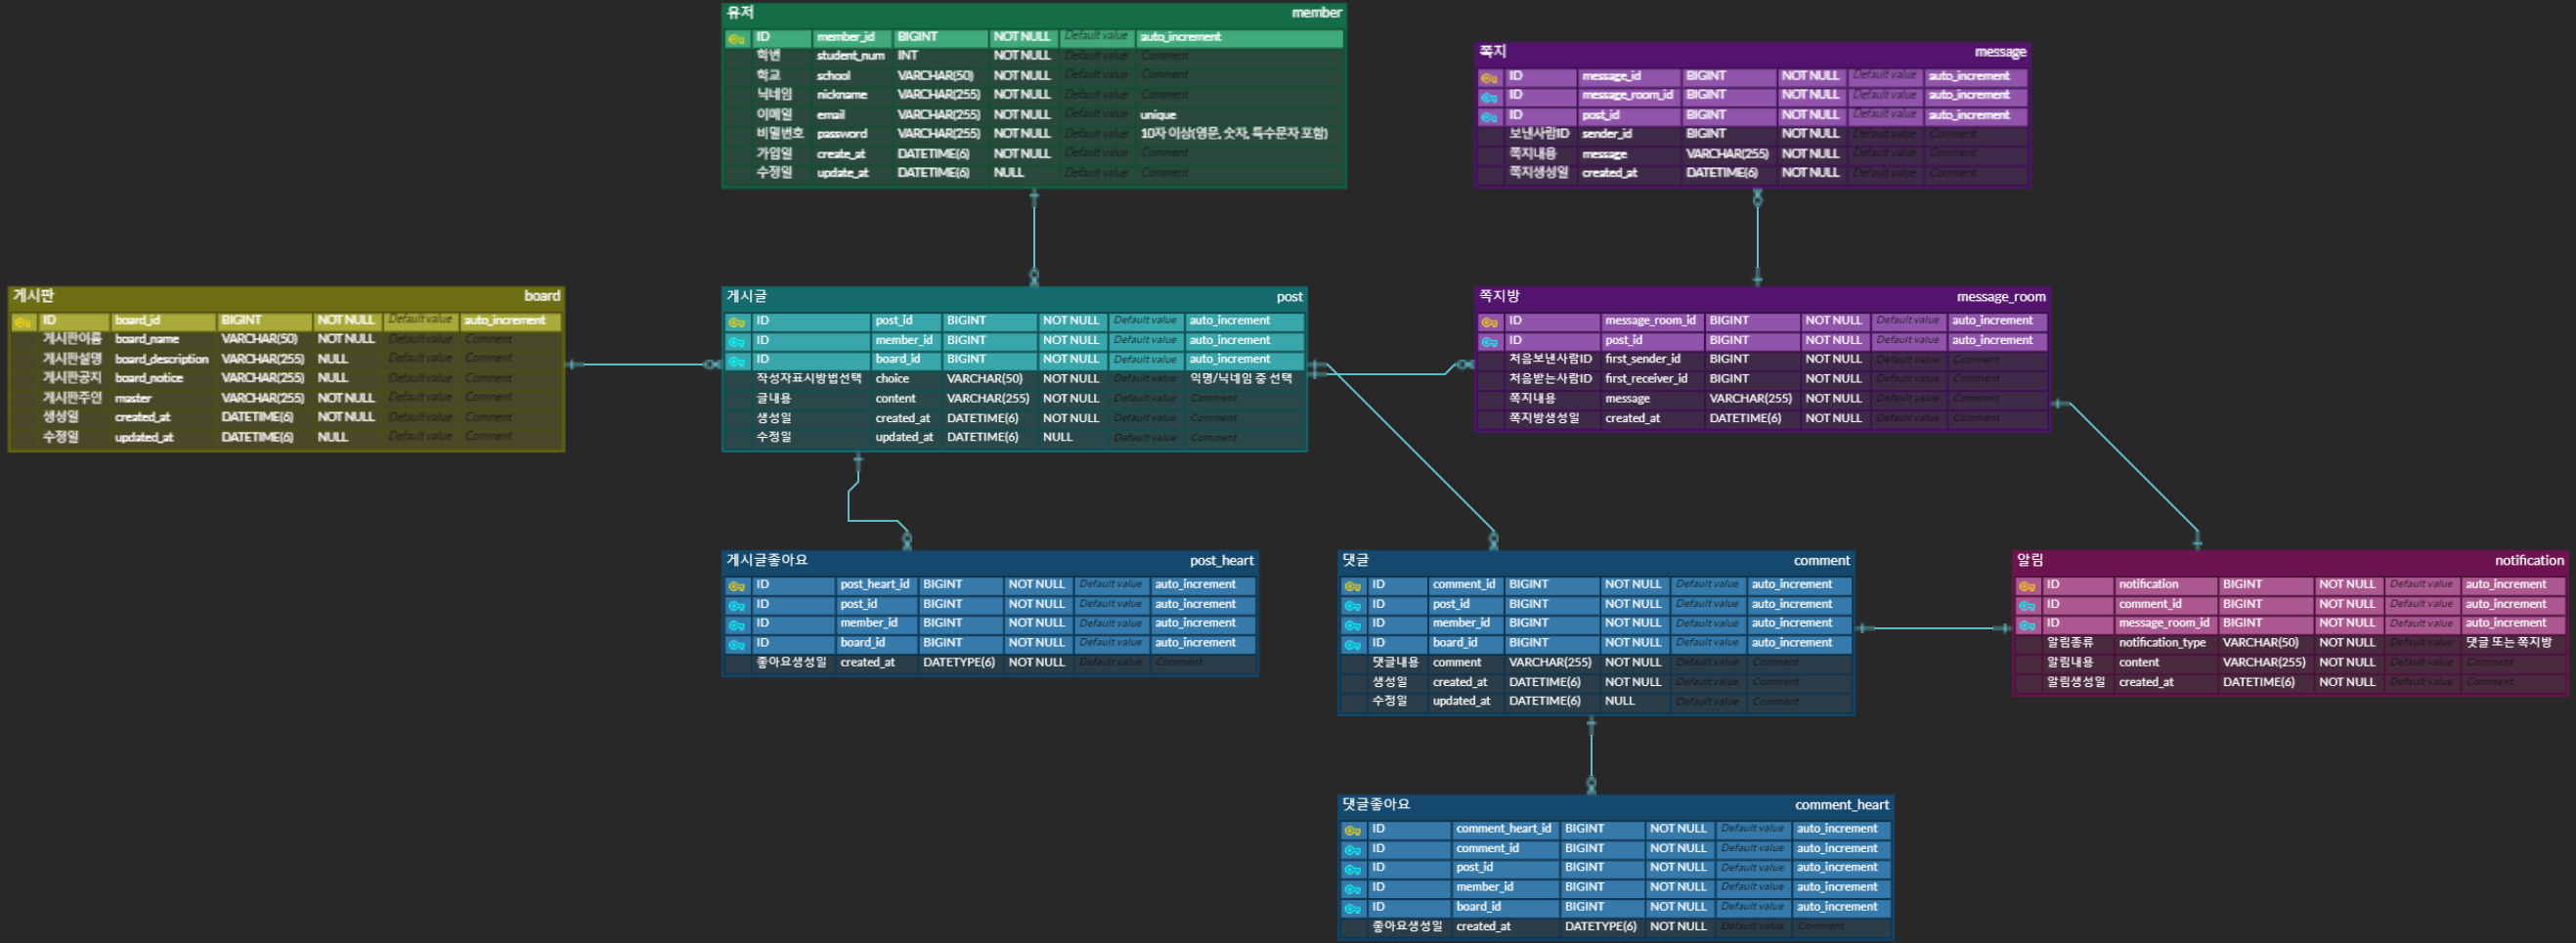 유저 member
ID member_id BIGINT NOT NULL Default value auto_increment
학번 student_num INT NOT NULL Default value Comment
학교 school VARCHAR(50) NOT NULL Default value Comment
닉네임 nickname VARCHAR(255) NOT NULL Default value Comment
이메일 email VARCHAR(255) NOT NULL Default value unique
비밀번호 password VARCHAR(255) NOT NULL Default value 10자 이상(영문, 숫자, 특수문자 포함)
가입일 create_at DATETIME(6) NOT NULL Default value Comment
수정일 update_at DATETIME(6) NULL Default value Comment
쪽지 message
ID message_id BIGINT NOT NULL Default value auto_increment
ID message_room_id BIGINT NOT NULL Default value auto_increment
ID post_id BIGINT NOT NULL Default value auto_increment
보낸사람ID sender_id BIGINT NOT NULL Default value Comment
쪽지내용 message VARCHAR(255) NOT NULL Default value Comment
쪽지생성일 created_at DATETIME(6) NOT NULL Default value Comment
게시판 board
ID board_id BIGINT NOT NULL Default value auto_increment
게시판이름 board_name VARCHAR(50) NOT NULL Default value Comment
게시판설명 board_description VARCHAR(255) NULL Default value Comment
게시판공지 board_notice VARCHAR(255) NULL Default value Comment
게시판주인 master VARCHAR(255) NOT NULL Default value Comment
생성일 created_at DATETIME(6) NOT NULL Default value Comment
수정일 updated_at DATETIME(6) NULL Default value Comment
게시글 post
ID post_id BIGINT NOT NULL Default value auto_increment
ID member_id BIGINT NOT NULL Default value auto_increment
ID board_id BIGINT NOT NULL Default value auto_increment
작성자표시방법선택 choice VARCHAR(50) NOT NULL Default value 익명/닉네임 중 선택
글내용 content VARCHAR(255) NOT NULL Default value Comment
생성일 created_at DATETIME(6) NOT NULL Default value Comment
수정일 updated_at DATETIME(6) NULL Default value Comment
쪽지방 message_room
ID message_room_id BIGINT NOT NULL Default value auto_increment
ID post_id BIGINT NOT NULL Default value auto_increment
처음보낸사람ID first_sender_id BIGINT NOT NULL Default value Comment
처음받는사람ID first_receiver_id BIGINT NOT NULL Default value Comment
쪽지내용 message VARCHAR(255) NOT NULL Default value Comment
쪽지방생성일 created_at DATETIME(6) NOT NULL Default value Comment
게시글좋아요 post_heart
ID post_heart_id BIGINT NOT NULL Default value auto_increment
ID post_id BIGINT NOT NULL Default value auto_increment
ID member_id BIGINT NOT NULL Default value auto_increment
ID board_id BIGINT NOT NULL Default value auto_increment
좋아요생성일 created_at DATETYPE(6) NOT NULL Default value Comment
댓글 comment
ID comment_id BIGINT NOT NULL Default value auto_increment
ID post_id BIGINT NOT NULL Default value auto_increment
ID member_id BIGINT NOT NULL Default value auto_increment
ID board_id BIGINT NOT NULL Default value auto_increment
댓글내용 comment VARCHAR(255) NOT NULL Default value Comment
생성일 created_at DATETIME(6) NOT NULL Default value Comment
수정일 updated_at DATETIME(6) NULL Default value Comment
알림 notification
ID notification BIGINT NOT NULL Default value auto_increment
ID comment_id BIGINT NOT NULL Default value auto_increment
ID message_room_id BIGINT NOT NULL Default value auto_increment
알림종류 notification_type VARCHAR(50) NOT NULL Default value 댓글 또는 쪽지방
알림내용 content VARCHAR(255) NOT NULL Default value Comment
알림생성일 created_at DATETIME(6) NOT NULL Default value Comment
댓글좋아요 comment_heart
ID comment_heart_id BIGINT NOT NULL Default value auto_increment
ID comment_id BIGINT NOT NULL Default value auto_increment
ID post_id BIGINT NOT NULL Default value auto_increment
ID member_id BIGINT NOT NULL Default value auto_increment
ID board_id BIGINT NOT NULL Default value auto_increment
좋아요생성일 created_at DATETYPE(6) NOT NULL Default value Comment